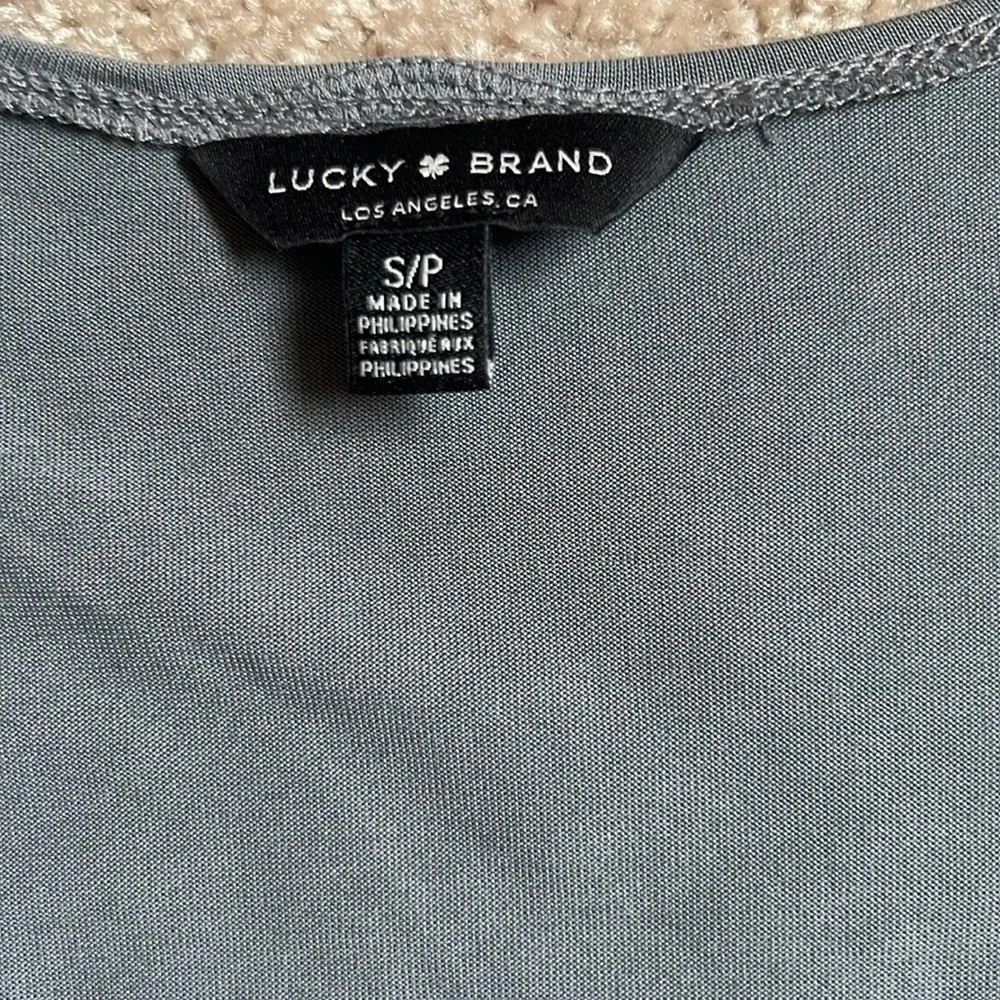 LUCKY BRAND
LOS ANGELES, CA
S/P
MADE IN
PHILIPPINES
FABRIQUÉ AUX
PHILIPPINES